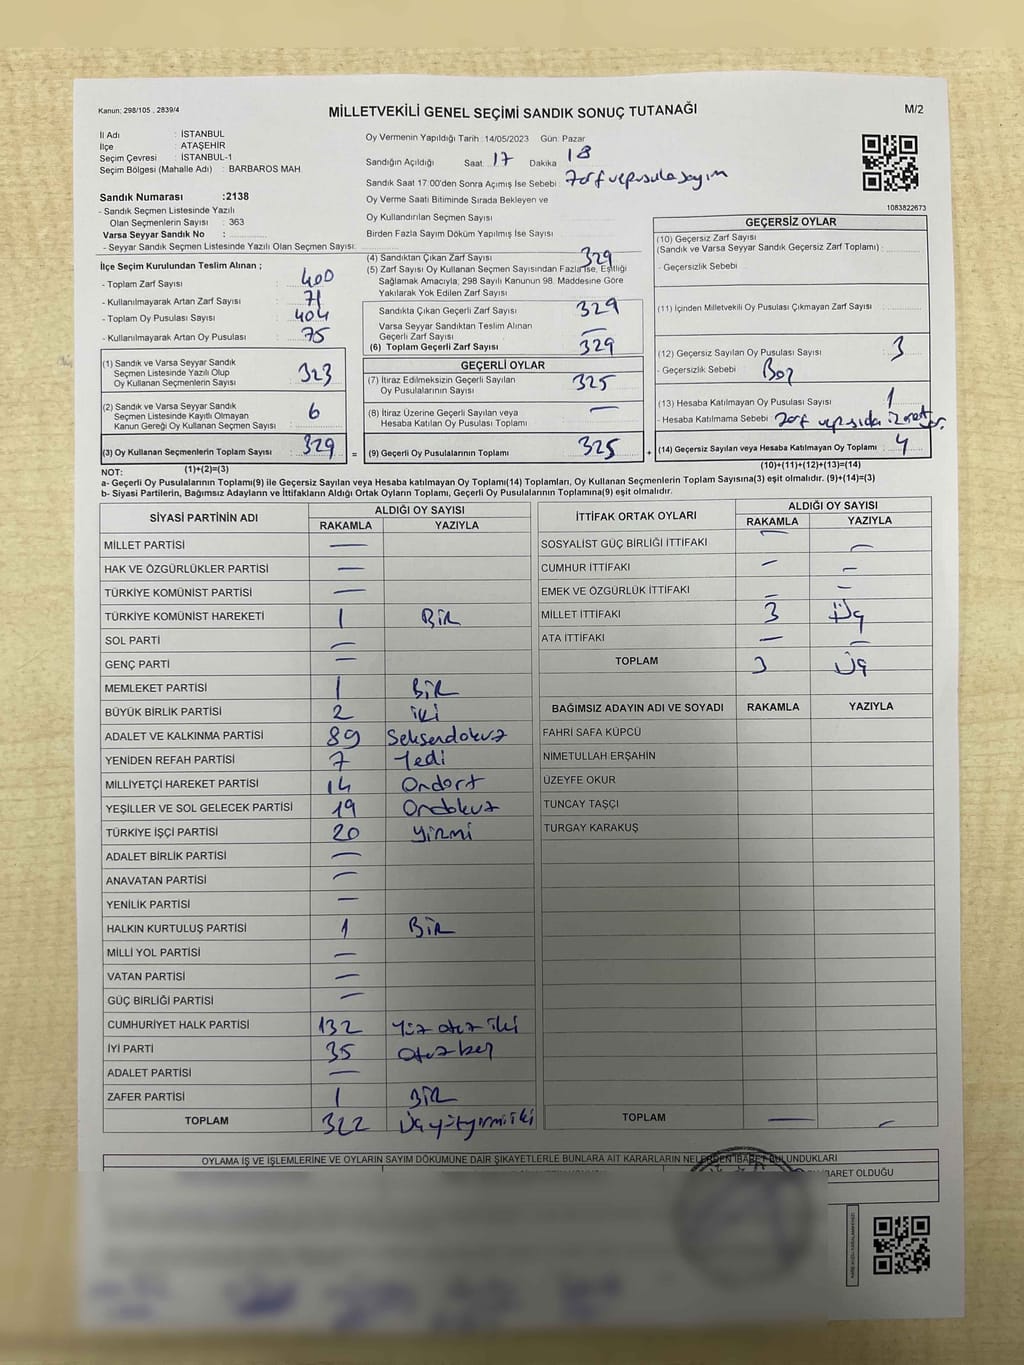 Kanun: 298/105 , 2839/4
MİLLETVEKİLİ GENEL SEÇİMİ SANDIK SONUÇ TUTANAĞI
M/2
İl Adı : İSTANBUL
İlçe : ATAŞEHİR
Seçim Çevresi : İSTANBUL-1
Seçim Bölgesi (Mahalle Adı) : BARBAROS MAH
Sandık Numarası :2138
- Sandık Seçmen Listesinde Yazılı
Olan Seçmenlerin Sayısı : 363
Varsa Seyyar Sandık No :
- Seyyar Sandık Seçmen Listesinde Yazılı Olan Seçmen Sayısı:
Oy Vermenin Yapıldığı Tarih :14/05/2023 Gün: Pazar
Sandığın Açıldığı Saat: 17 Dakika 18
Sandık Saat 17:00'den Sonra Açımış İse Sebebi : Zarf ve pusula sayım
Oy Verme Saati Bitiminde Sırada Bekleyen ve
Oy Kullandırılan Seçmen Sayısı
Birden Fazla Sayım Döküm Yapılmış İse Sayısı
1083822673
İlçe Seçim Kurulundan Teslim Alınan ;
- Toplam Zarf Sayısı : 400
- Kullanılmayarak Artan Zarf Sayısı : 71
- Toplam Oy Pusulası Sayısı : 404
- Kullanılmayarak Artan Oy Pusulası : 75
(1) Sandık ve Varsa Seyyar Sandık
Seçmen Listesinde Yazılı Olup
Oy Kullanan Seçmenlerin Sayısı 323
(2) Sandık ve Varsa Seyyar Sandık
Seçmen Listesinde Kayıtlı Olmayan
Kanun Gereği Oy Kullanan Seçmen Sayısı 6
(3) Oy Kullanan Seçmenlerin Toplam Sayısı 329
(4) Sandıktan Çıkan Zarf Sayısı 329
(5) Zarf Sayısı Oy Kullanan Seçmen Sayısından Fazla İse, Eşitliği
Sağlamak Amacıyla; 298 Sayılı Kanunun 98. Maddesine Göre
Yakılarak Yok Edilen Zarf Sayısı
Sandıkta Çıkan Geçerli Zarf Sayısı 329
Varsa Seyyar Sandıktan Teslim Alınan
Geçerli Zarf Sayısı —
(6) Toplam Geçerli Zarf Sayısı 329
GEÇERLİ OYLAR
(7) İtiraz Edilmeksizin Geçerli Sayılan
Oy Pusulalarının Sayısı 325
(8) İtiraz Üzerine Geçerli Sayılan veya
Hesaba Katılan Oy Pusulası Toplamı —
= (9) Geçerli Oy Pusulalarının Toplamı 325
GEÇERSİZ OYLAR
(10) Geçersiz Zarf Sayısı
(Sandık ve Varsa Seyyar Sandık Geçersiz Zarf Toplamı) :
- Geçersizlik Sebebi
(11) İçinden Milletvekili Oy Pusulası Çıkmayan Zarf Sayısı
(12) Geçersiz Sayılan Oy Pusulası Sayısı 3
- Geçersizlik Sebebi Boş
(13) Hesaba Katılmayan Oy Pusulası Sayısı 1
- Hesaba Katılmama Sebebi : Zarf
+ (14) Geçersiz Sayılan veya Hesaba Katılmayan Oy Toplamı 4
NOT: (1)+(2)=(3) (10)+(11)+(12)+(13)=(14)
a- Geçerli Oy Pusulalarının Toplamı(9) ile Geçersiz Sayılan veya Hesaba katılmayan Oy Toplamı(14) Toplamları, Oy Kullanan Seçmenlerin Toplam Sayısına(3) eşit olmalıdır. (9)+(14)=(3)
b- Siyasi Partilerin, Bağımsız Adayların ve İttifakların Aldığı Ortak Oyların Toplamı, Geçerli Oy Pusulalarının Toplamına(9) eşit olmalıdır.
SİYASİ PARTİNİN ADI ALDIĞI OY SAYISI
RAKAMLA YAZIYLA
MİLLET PARTİSİ —
HAK VE ÖZGÜRLÜKLER PARTİSİ —
TÜRKİYE KOMÜNİST PARTİSİ —
TÜRKİYE KOMÜNİST HAREKETİ 1 BİR
SOL PARTİ —
GENÇ PARTİ —
MEMLEKET PARTİSİ 1 BİR
BÜYÜK BİRLİK PARTİSİ 2 iki
ADALET VE KALKINMA PARTİSİ 89 Seksendokuz
YENİDEN REFAH PARTİSİ 7 Yedi
MİLLİYETÇİ HAREKET PARTİSİ 14 Ondört
YEŞİLLER VE SOL GELECEK PARTİSİ 19 Ondokuz
TÜRKİYE İŞÇİ PARTİSİ 20 yirmi
ADALET BİRLİK PARTİSİ —
ANAVATAN PARTİSİ —
YENİLİK PARTİSİ —
HALKIN KURTULUŞ PARTİSİ 1 BİR
MİLLİ YOL PARTİSİ —
VATAN PARTİSİ —
GÜÇ BİRLİĞİ PARTİSİ —
CUMHURİYET HALK PARTİSİ 132 Yüz otuz iki
İYİ PARTİ 35 otuz beş
ADALET PARTİSİ —
ZAFER PARTİSİ 1 BİR
TOPLAM 322 Üçyüzyirmiiki
İTTİFAK ORTAK OYLARI ALDIĞI OY SAYISI
RAKAMLA YAZIYLA
SOSYALİST GÜÇ BİRLİĞİ İTTİFAKI — —
CUMHUR İTTİFAKI — —
EMEK VE ÖZGÜRLÜK İTTİFAKI — —
MİLLET İTTİFAKI 3 Üç
ATA İTTİFAKI — —
TOPLAM 3 Üç
BAĞIMSIZ ADAYIN ADI VE SOYADI RAKAMLA YAZIYLA
FAHRİ SAFA KÜPCÜ
NİMETULLAH ERŞAHİN
ÜZEYFE OKUR
TUNCAY TAŞÇI
TURGAY KARAKUŞ
TOPLAM — —
OYLAMA İŞ VE İŞLEMLERİNE VE OYLARIN SAYIM DÖKÜMÜNE DAİR ŞİKAYETLERLE BUNLARA AİT KARARLARIN NELERDEN İBARET BULUNDUKLARI
İBARET OLDUĞU